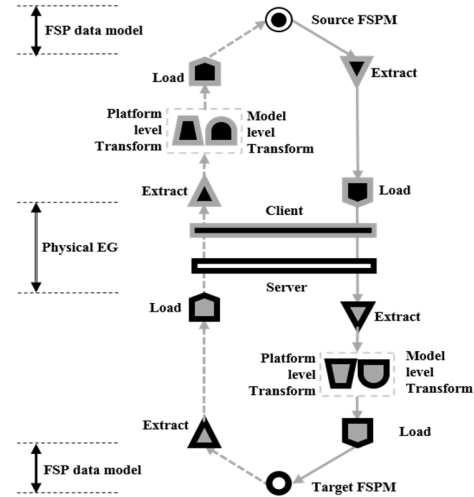 FSP data model
Source FSPM
Load
Extract
Platform
level
Transform
Model
level
Transform
Extract
Load
Client
Physical EG
Server
Load
Extract
Platform
level
Transform
Model
level
Transform
Extract
Load
FSP data model
Target FSPM